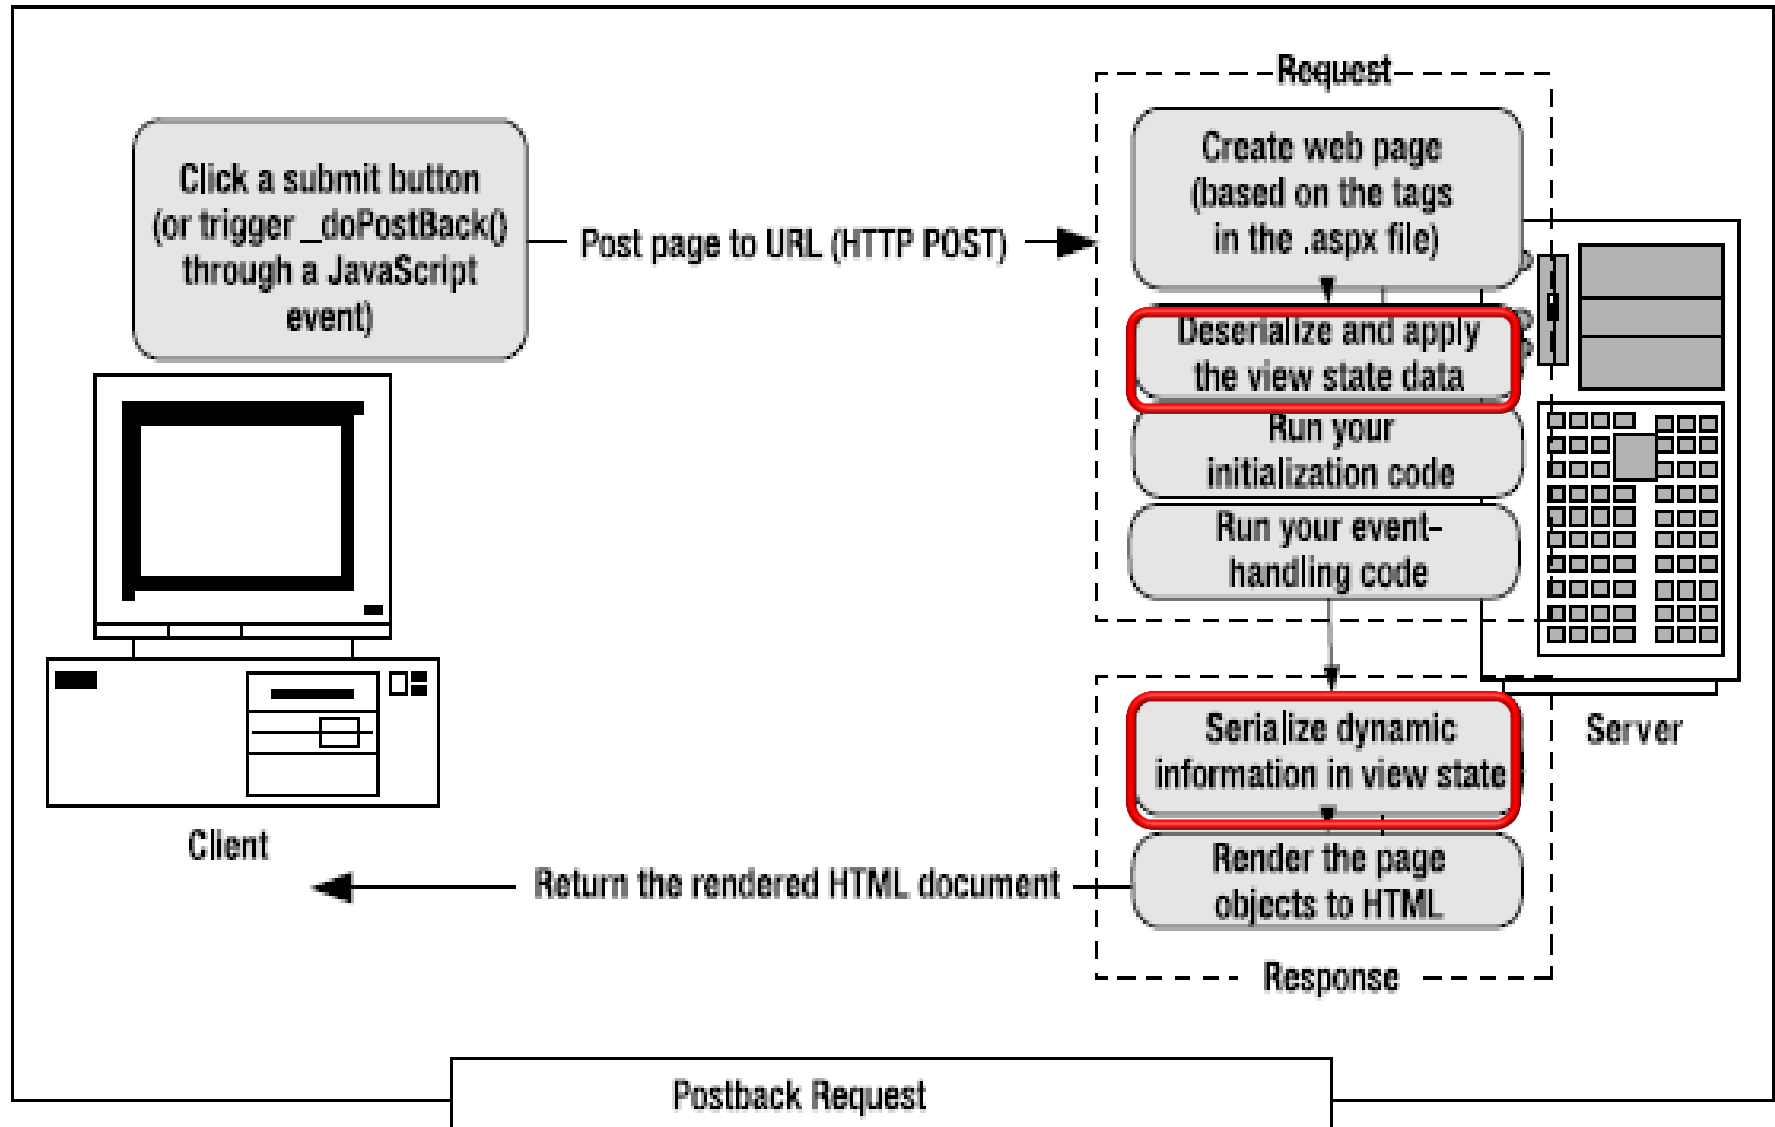 Request
Click a submit button
(or trigger _doPostBack()
through a JavaScript
event)
Post page to URL (HTTP POST)
Create web page
(based on the tags
in the .aspx file)
Deserialize and apply
the view state data
Run your
initialization code
Run your event-
handling code
Serialize dynamic
information in view state
Server
Client
Return the rendered HTML document
Render the page
objects to HTML
Response
Postback Request